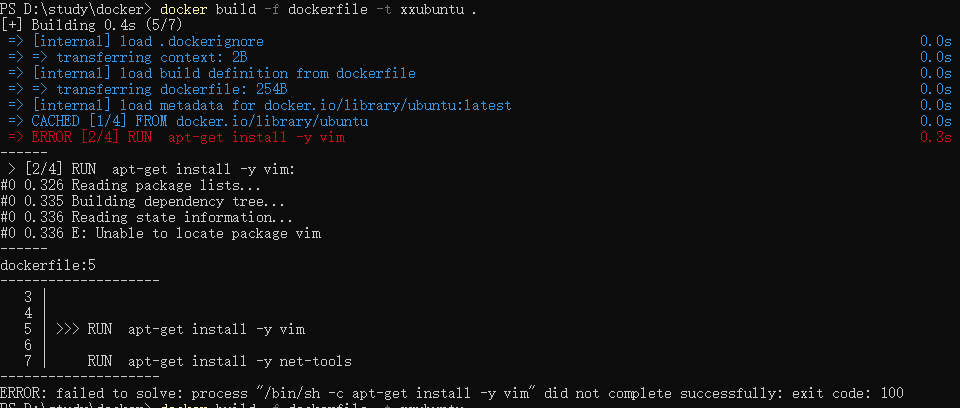 PS D:\study\docker> docker build -f dockerfile -t xxubuntu .
[+] Building 0.4s (5/7)
=> [internal] load .dockerignore 0.0s
=> => transferring context: 2B 0.0s
=> [internal] load build definition from dockerfile 0.0s
=> => transferring dockerfile: 254B 0.0s
=> [internal] load metadata for docker.io/library/ubuntu:latest 0.0s
=> CACHED [1/4] FROM docker.io/library/ubuntu 0.0s
=> ERROR [2/4] RUN  apt-get install -y vim 0.3s
------
> [2/4] RUN  apt-get install -y vim:
#0 0.326 Reading package lists...
#0 0.335 Building dependency tree...
#0 0.336 Reading state information...
#0 0.336 E: Unable to locate package vim
------
dockerfile:5
--------------------
3 |
4 |
5 | >>> RUN  apt-get install -y vim
6 |
7 |     RUN  apt-get install -y net-tools
--------------------
ERROR: failed to solve: process "/bin/sh -c apt-get install -y vim" did not complete successfully: exit code: 100
PS D:\study\docker> docker build -f dockerfile -t xxubuntu